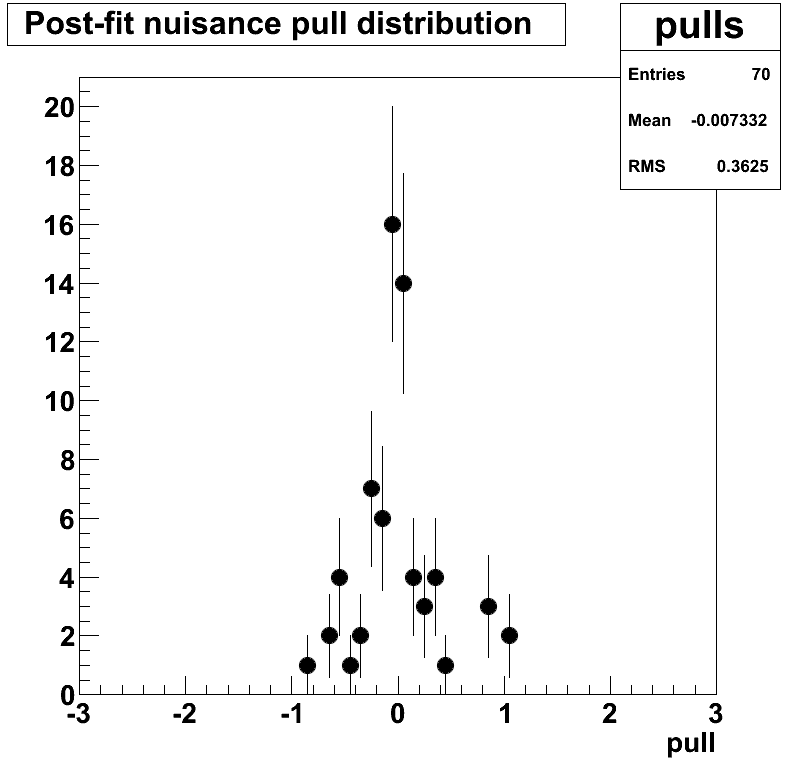 Post-fit nuisance pull distribution
pulls
Entries 70
Mean -0.007332
RMS 0.3625
20
18
16
14
12
10
8
6
4
2
0
-3 -2 -1 0 1 2 3
pull